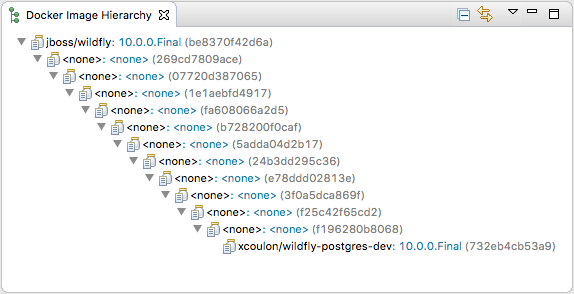 Docker Image Hierarchy
jboss/wildfly: 10.0.0.Final (be8370f42d6a)
<none>: <none> (269cd7809ace)
<none>: <none> (07720d387065)
<none>: <none> (1e1aebfd4917)
<none>: <none> (fa608066a2d5)
<none>: <none> (b728200f0caf)
<none>: <none> (5adda04d2b17)
<none>: <none> (24b3dd295c36)
<none>: <none> (e78ddd02813e)
<none>: <none> (3f0a5dca869f)
<none>: <none> (f25c42f65cd2)
<none>: <none> (f196280b8068)
xcoulon/wildfly-postgres-dev: 10.0.0.Final (732eb4cb53a9)